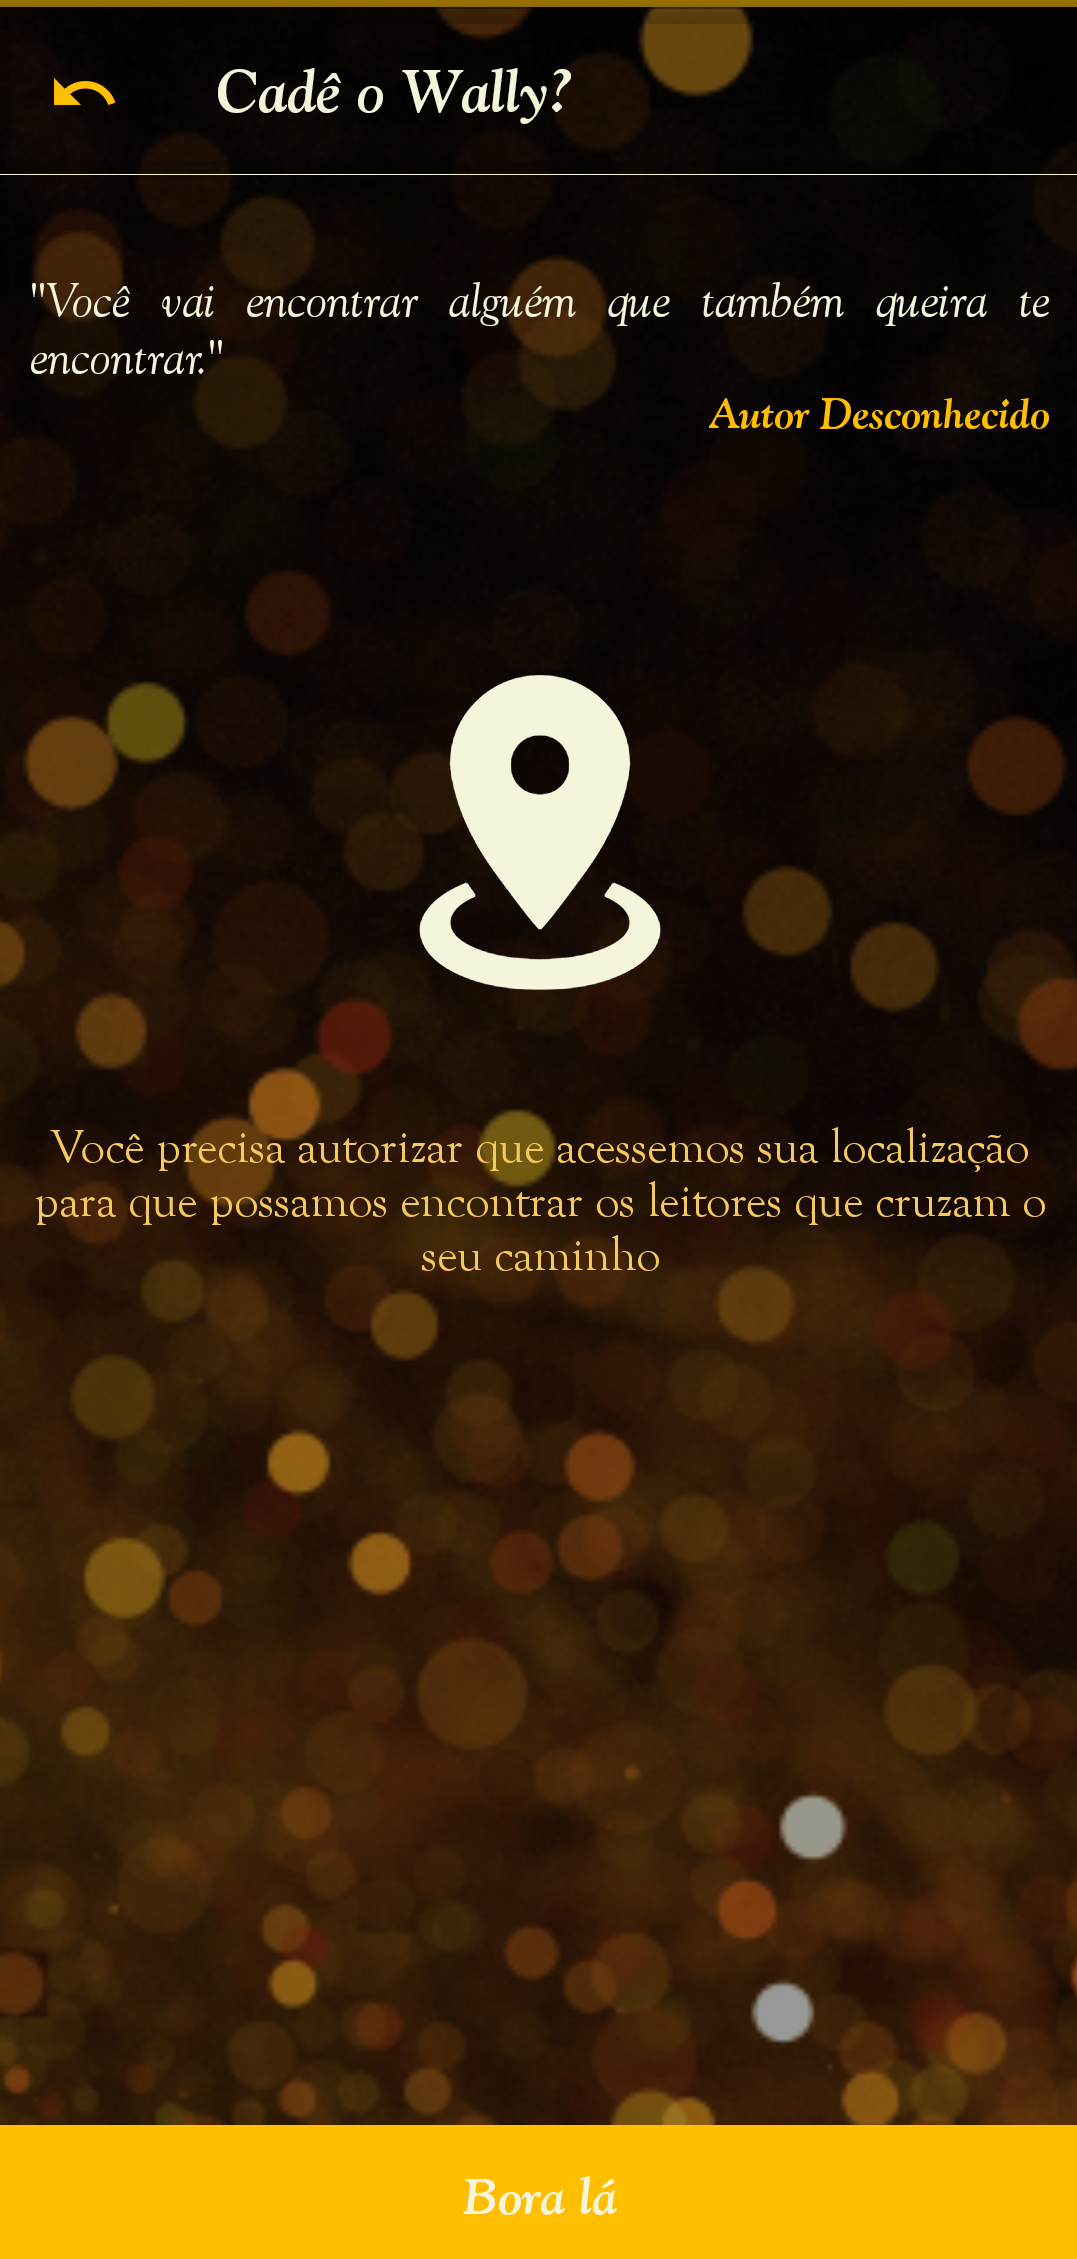 Cadê o Wally?
"Você vai encontrar alguém que também queira te
encontrar."
Autor Desconhecido
Você precisa autorizar que acessemos sua localização
para que possamos encontrar os leitores que cruzam o
seu caminho
Bora lá